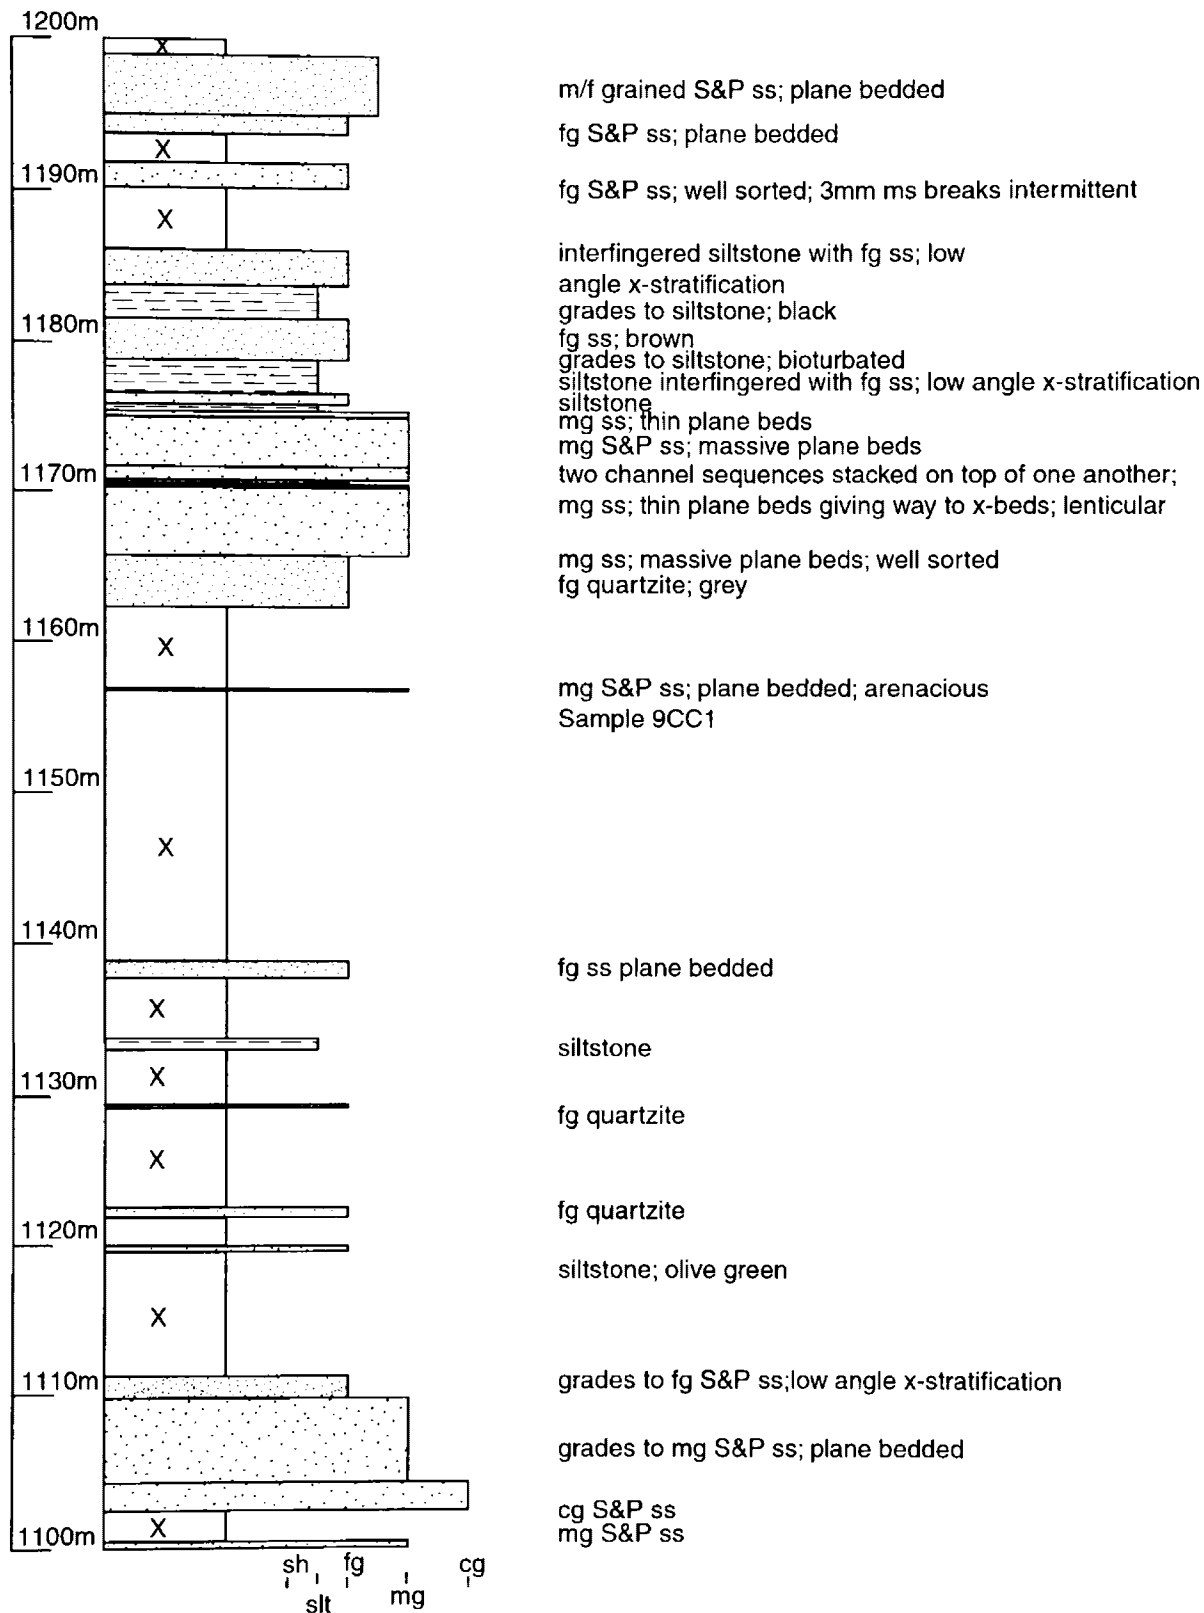 1200m
X
m/f grained S&P ss; plane bedded
fg S&P ss; plane bedded
X
1190m
fg S&P ss; well sorted; 3mm ms breaks intermittent
X
interfingered siltstone with fg ss; low
angle x-stratification
grades to siltstone; black
1180m
fg ss; brown
grades to siltstone; bioturbated
siltstone interfingered with fg ss; low angle x-stratification
siltstone
mg ss; thin plane beds
mg S&P ss; massive plane beds
1170m
two channel sequences stacked on top of one another;
mg ss; thin plane beds giving way to x-beds; lenticular
mg ss; massive plane beds; well sorted
fg quartzite; grey
1160m
X
mg S&P ss; plane bedded; arenacious
Sample 9CC1
1150m
X
1140m
fg ss plane bedded
X
siltstone
X
1130m
fg quartzite
X
fg quartzite
1120m
siltstone; olive green
X
1110m
grades to fg S&P ss;low angle x-stratification
grades to mg S&P ss; plane bedded
cg S&P ss
X
mg S&P ss
1100m
sh fg cg
slt mg